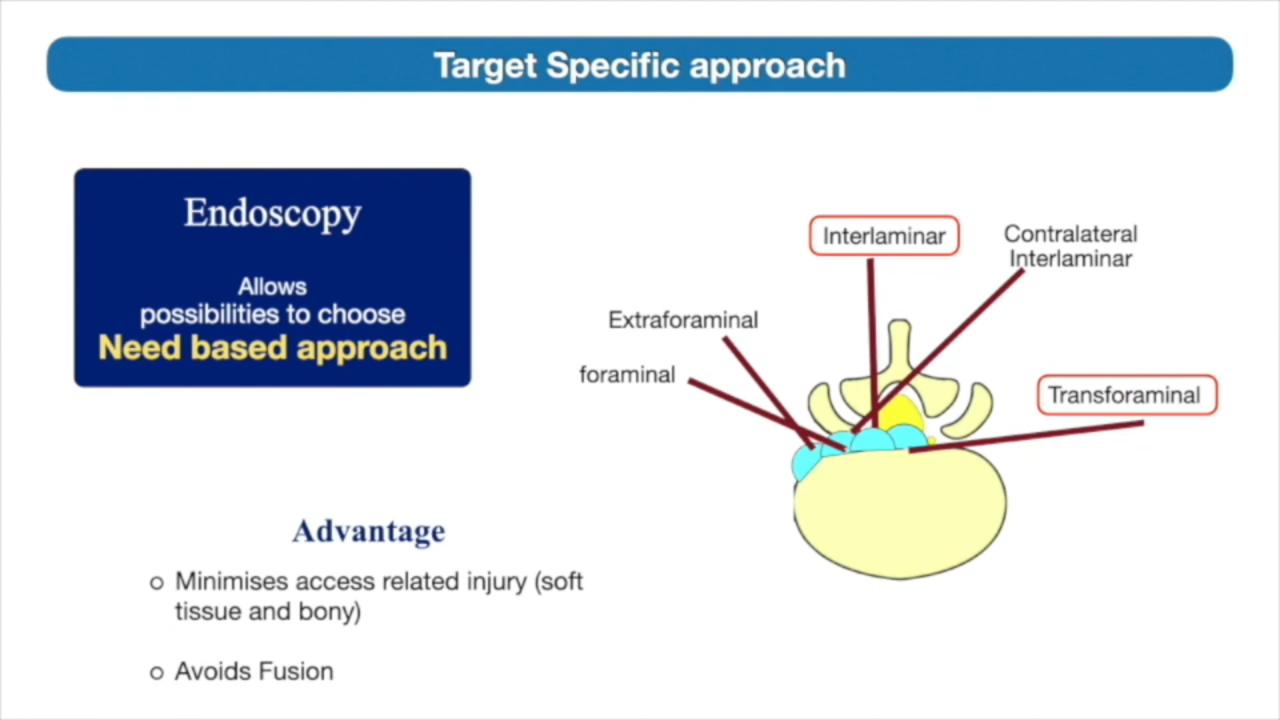 Target Specific approach
Endoscopy
Allows
possibilities to choose
Need based approach
Interlaminar
Contralateral
Interlaminar
Extraforaminal
foraminal
Transforaminal
Advantage
Minimises access related injury (soft
tissue and bony)
Avoids Fusion